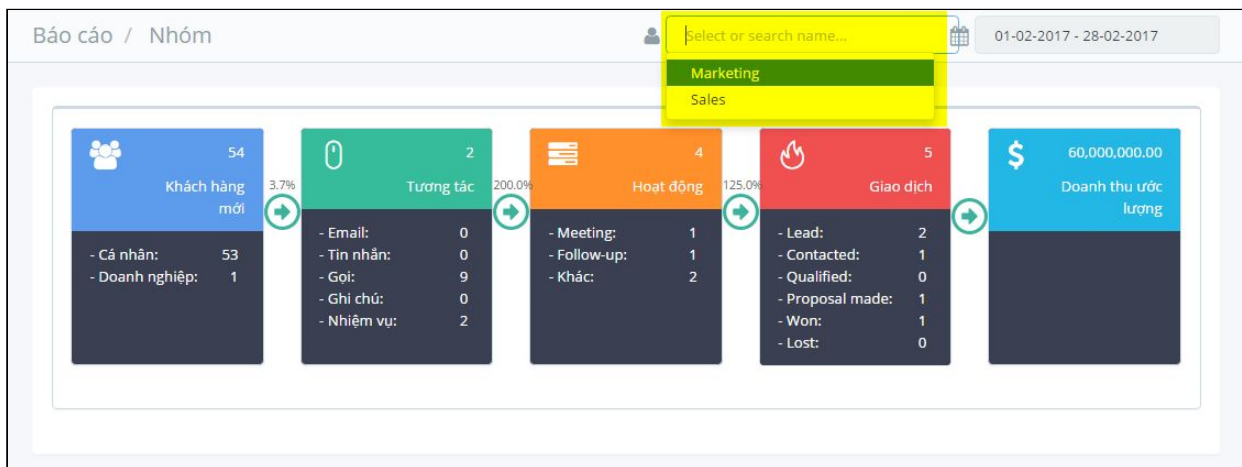 Báo cáo / Nhóm
Select or search name...
01-02-2017 - 28-02-2017
Marketing
Sales
54
Khách hàng
mới
- Cá nhân: 53
- Doanh nghiệp: 1
3.7%
2
Tương tác
- Email: 0
- Tin nhắn: 0
- Gọi: 9
- Ghi chú: 0
- Nhiệm vụ: 2
200.0%
4
Hoạt động
- Meeting: 1
- Follow-up: 1
- Khác: 2
125.0%
5
Giao dịch
- Lead: 2
- Contacted: 1
- Qualified: 0
- Proposal made: 1
- Won: 1
- Lost: 0
60,000,000.00
Doanh thu ước
lượng